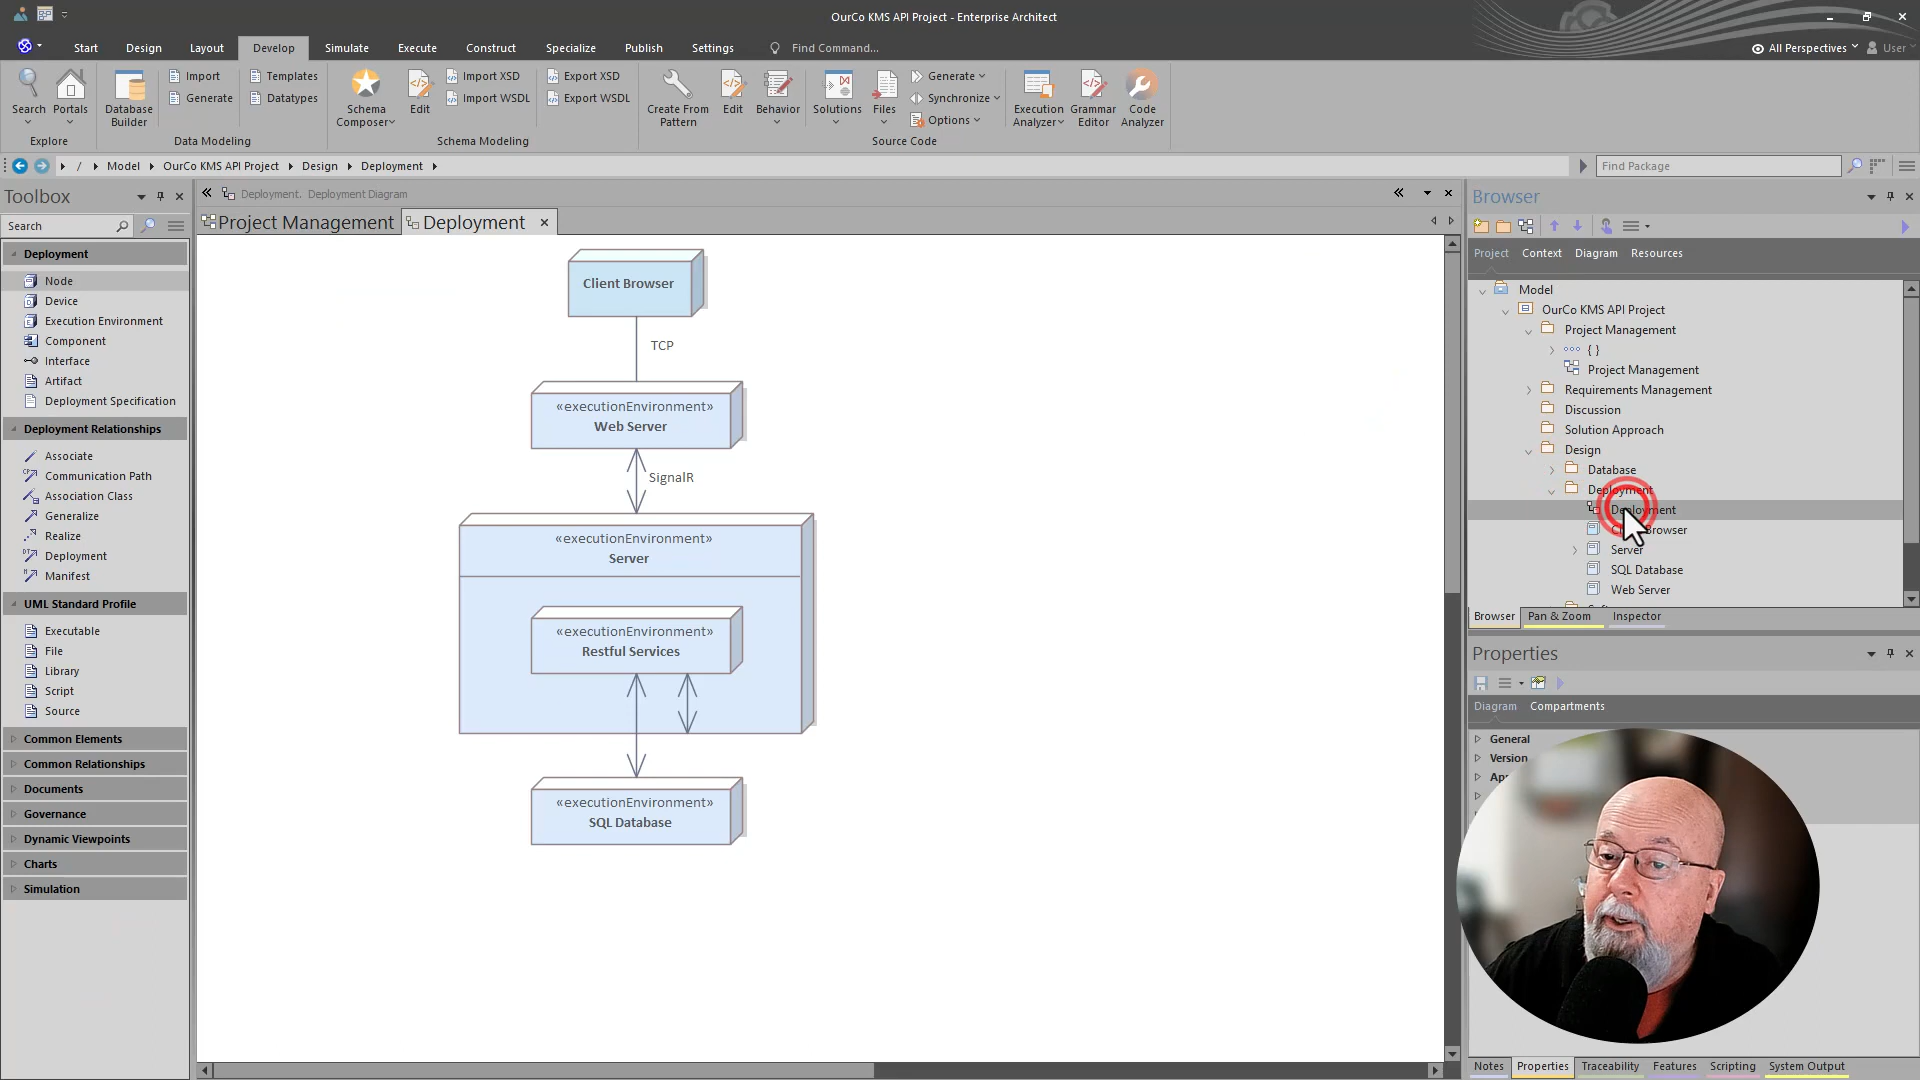 OurCo KMS API Project - Enterprise Architect
Start Design Layout Develop Simulate Execute Construct Specialize Publish Settings Find Command... All Perspectives User
Import Templates Import XSD Export XSD Generate
Generate Datatypes Import WSDL Export WSDL Synchronize
Search Portals Database Builder Schema Composer Edit Create From Pattern Edit Behavior Solutions Files Options Execution Analyzer Grammar Editor Code Analyzer
Explore Data Modeling Schema Modeling Source Code
/ Model OurCo KMS API Project Design Deployment Find Package
Toolbox
Search
Deployment
Node
Device
Execution Environment
Component
Interface
Artifact
Deployment Specification
Deployment Relationships
Associate
Communication Path
Association Class
Generalize
Realize
Deployment
Manifest
UML Standard Profile
Executable
File
Library
Script
Source
Common Elements
Common Relationships
Documents
Governance
Dynamic Viewpoints
Charts
Simulation
Deployment. Deployment Diagram
Project Management Deployment
Client Browser
TCP
«executionEnvironment»
Web Server
SignalR
«executionEnvironment»
Server
«executionEnvironment»
Restful Services
«executionEnvironment»
SQL Database
Browser
Project Context Diagram Resources
Model
OurCo KMS API Project
Project Management
{ }
Project Management
Requirements Management
Discussion
Solution Approach
Design
Database
Deployment
Deployment
Browser
Server
SQL Database
Web Server
Browser Pan & Zoom Inspector
Properties
Diagram Compartments
General
Version
Notes Properties Traceability Features Scripting System Output